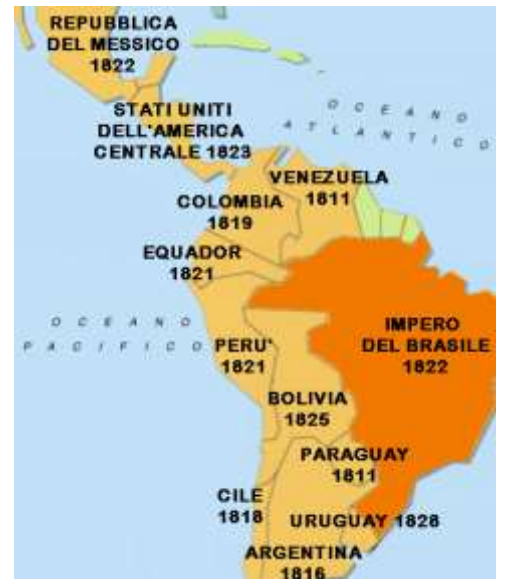 REPUBBLICA
DEL MESSICO
1822
STATI UNITI
DELL'AMERICA
CENTRALE 1823
OCEANO
ATLANTICO
VENEZUELA
1811
COLOMBIA
1819
EQUADOR
1821
OCEANO
PACIFICO
PERU'
1821
IMPERO
DEL BRASILE
1822
BOLIVIA
1825
PARAGUAY
1811
CILE
1818
URUGUAY 1828
ARGENTINA
1816